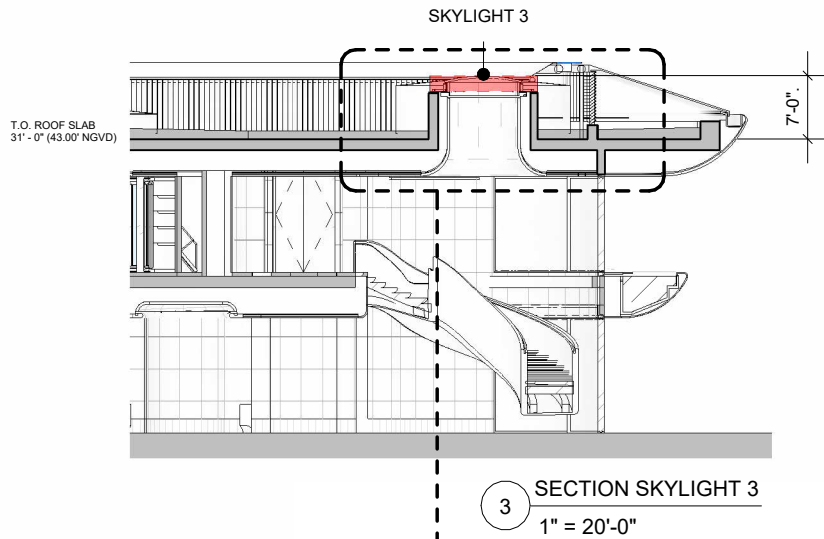 SKYLIGHT 3
T.O. ROOF SLAB
31' - 0" (43.00' NGVD)
7'-0".
3
SECTION SKYLIGHT 3
1" = 20'-0"